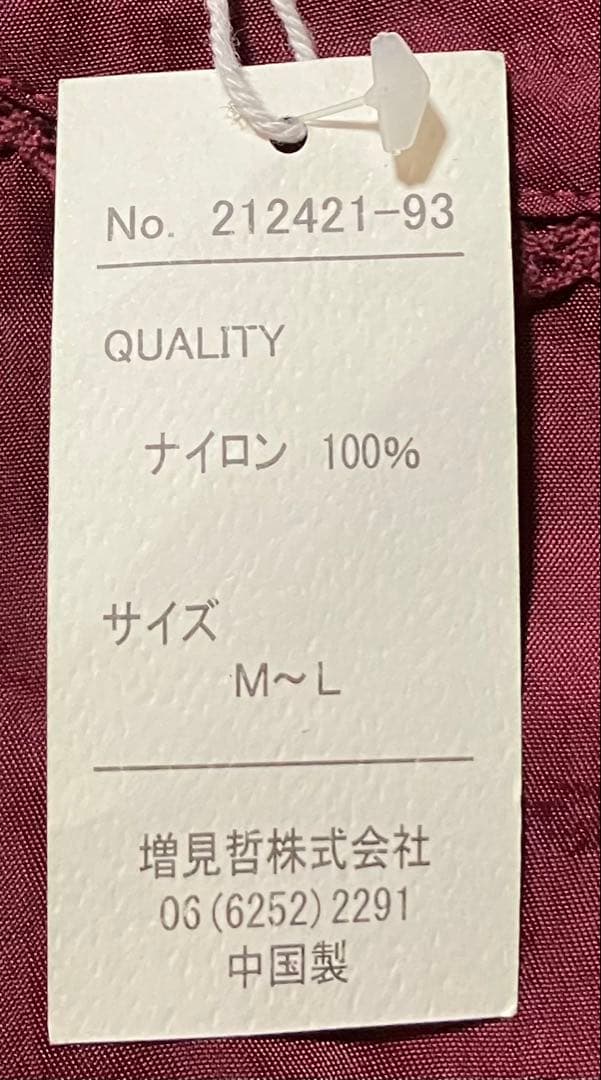 No. 212421-93
QUALITY
ナイロン 100%
サイズ
M〜L
増見哲株式会社
06(6252)2291
中国製